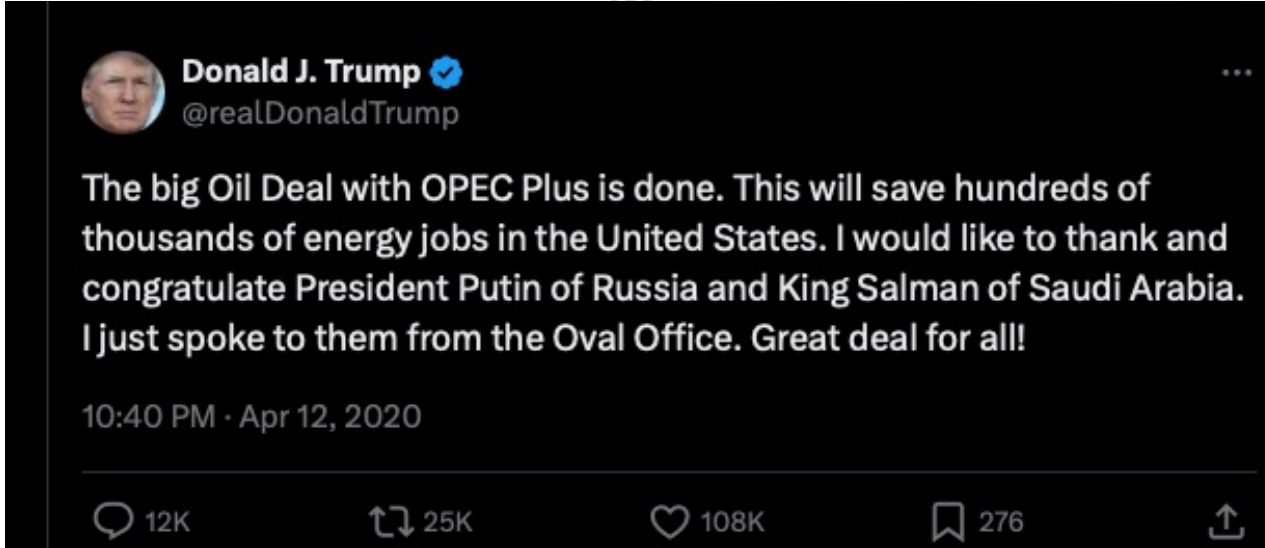 Donald J. Trump
@realDonaldTrump
The big Oil Deal with OPEC Plus is done. This will save hundreds of
thousands of energy jobs in the United States. I would like to thank and
congratulate President Putin of Russia and King Salman of Saudi Arabia.
I just spoke to them from the Oval Office. Great deal for all!
10:40 PM · Apr 12, 2020
12K 25K 108K 276